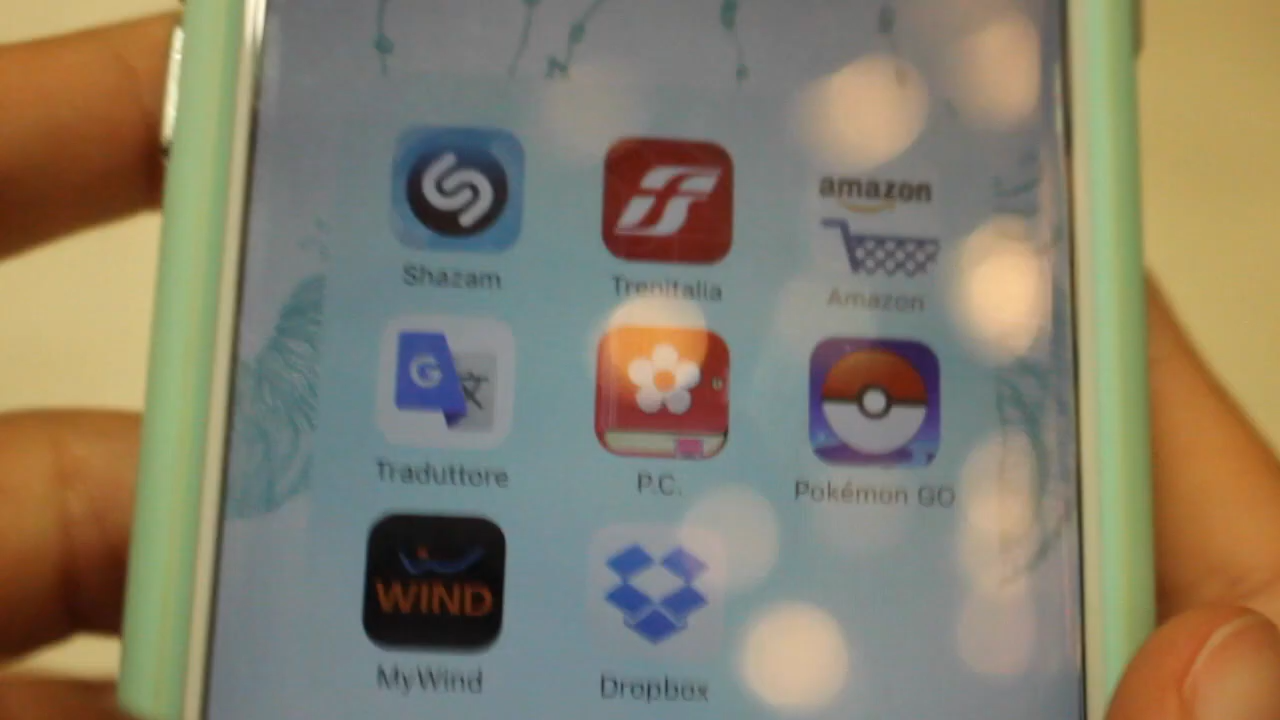 amazon
Shazam
Trenitalia
Amazon
G
Traduttore
P.C.
Pokémon GO
WIND
MyWind
Dropbox